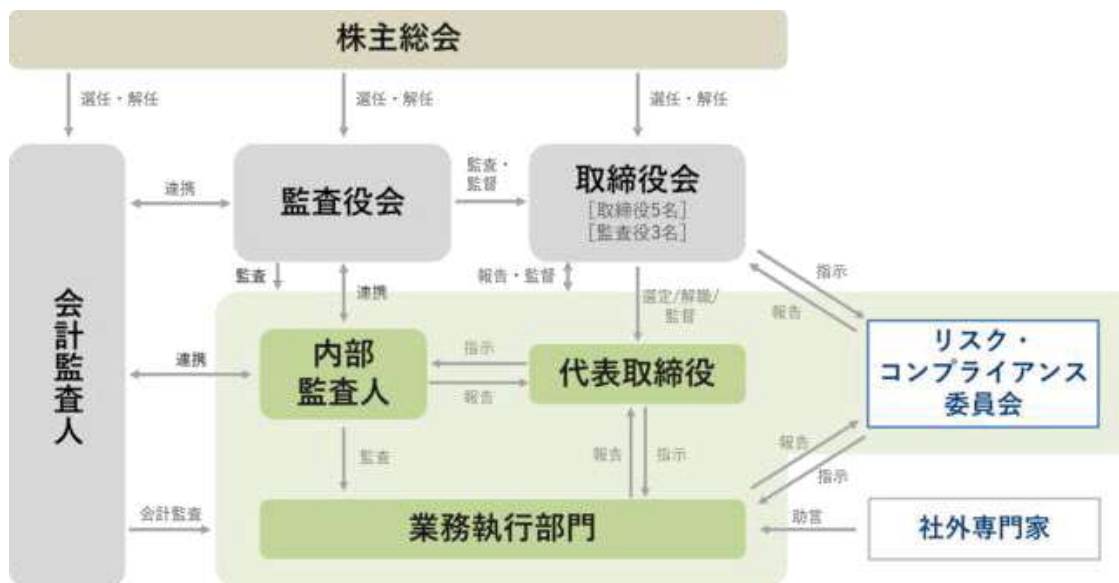 株主総会
選任・解任
選任・解任
選任・解任
監査役会
連携
監査・
監督
取締役会
[取締役5名]
[監査役3名]
会計監査人
監査
連携
報告・監督
選定/解職/
監督
指示
報告
内部
監査人
連携
指示
報告
代表取締役
リスク・
コンプライアンス
委員会
監査
報告
指示
報告
指示
会計監査
業務執行部門
助言
社外専門家